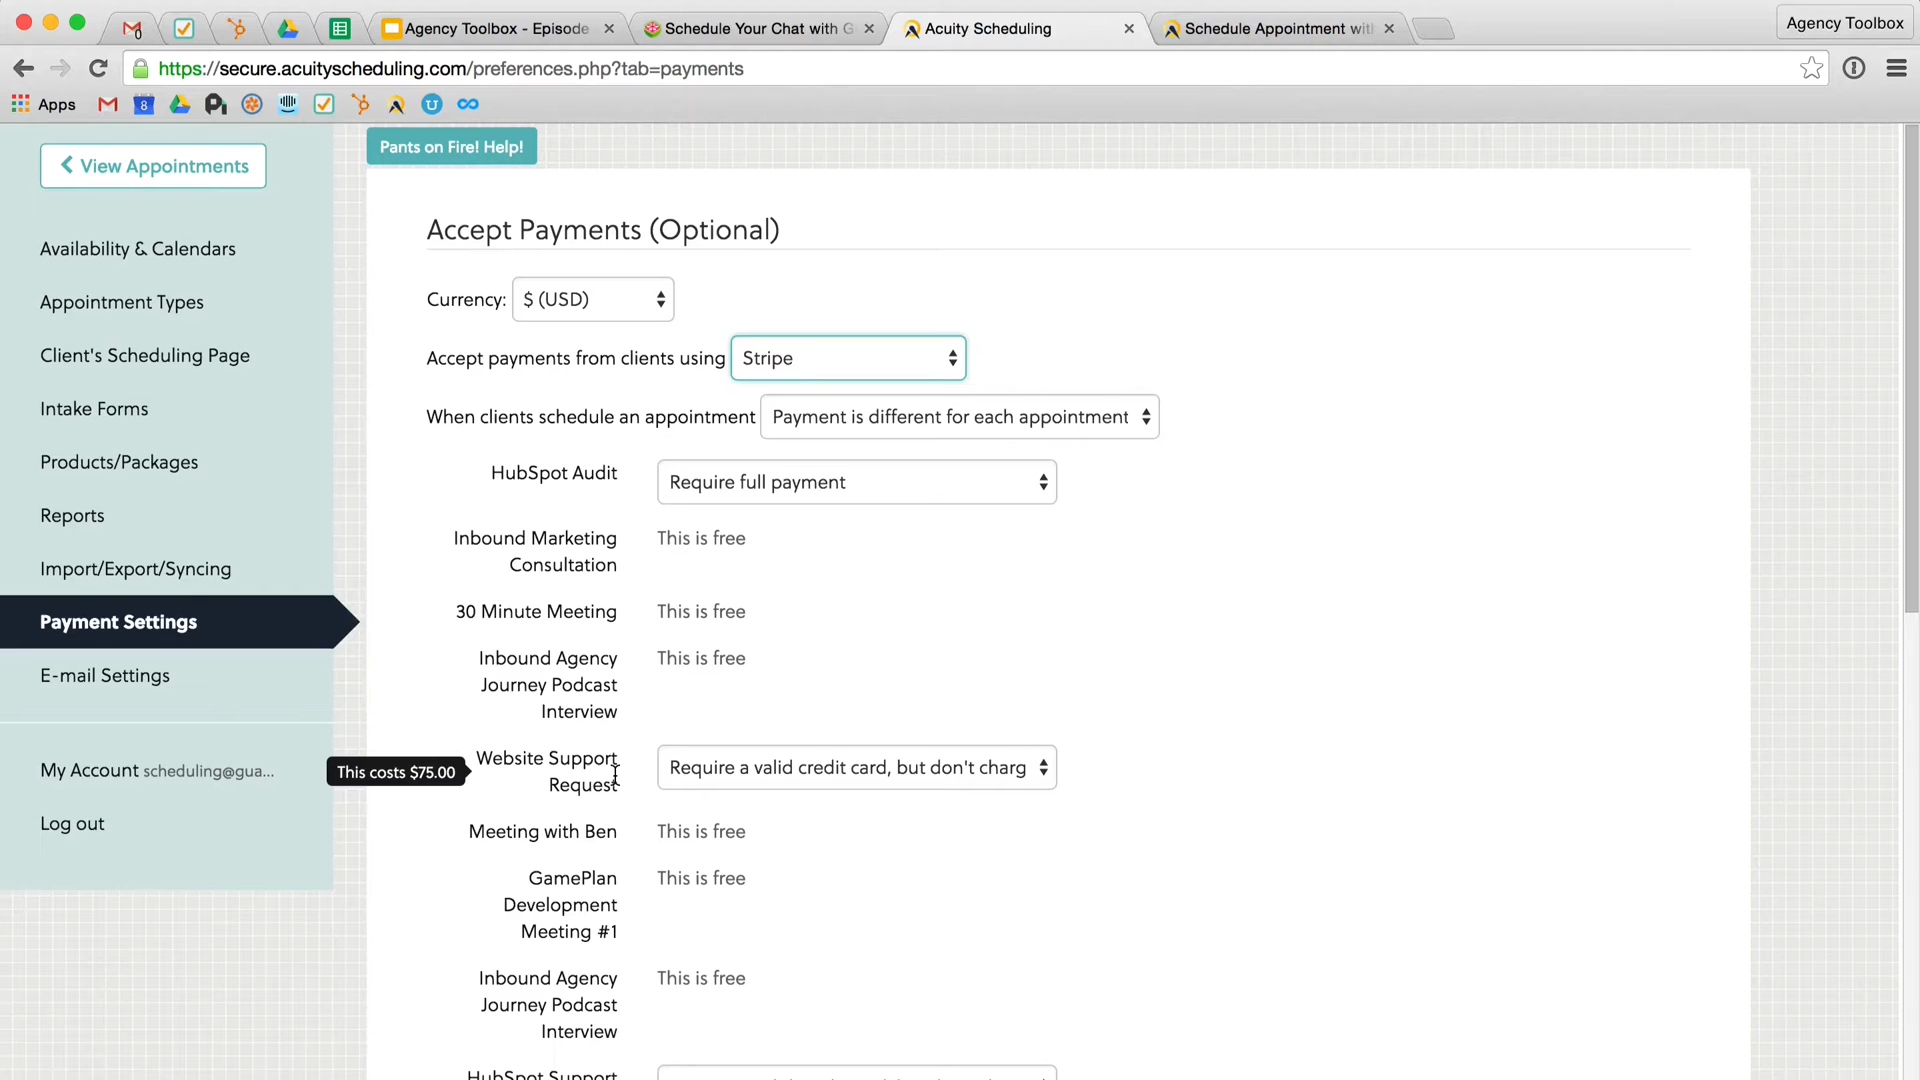 Agency Toolbox - Episode
Schedule Your Chat with G
Acuity Scheduling
Schedule Appointment with
Agency Toolbox
https://secure.acuityscheduling.com/preferences.php?tab=payments
Apps
8
View Appointments
Availability & Calendars
Appointment Types
Client's Scheduling Page
Intake Forms
Products/Packages
Reports
Import/Export/Syncing
Payment Settings
E-mail Settings
My Account scheduling@gua...
Log out
Pants on Fire! Help!
Accept Payments (Optional)
Currency: $ (USD)
Accept payments from clients using Stripe
When clients schedule an appointment Payment is different for each appointment
HubSpot Audit Require full payment
Inbound Marketing This is free
Consultation
30 Minute Meeting This is free
Inbound Agency This is free
Journey Podcast
Interview
This costs $75.00
Website Support
Request
Require a valid credit card, but don't charg
Meeting with Ben This is free
GamePlan This is free
Development
Meeting #1
Inbound Agency This is free
Journey Podcast
Interview
HubSpot Support